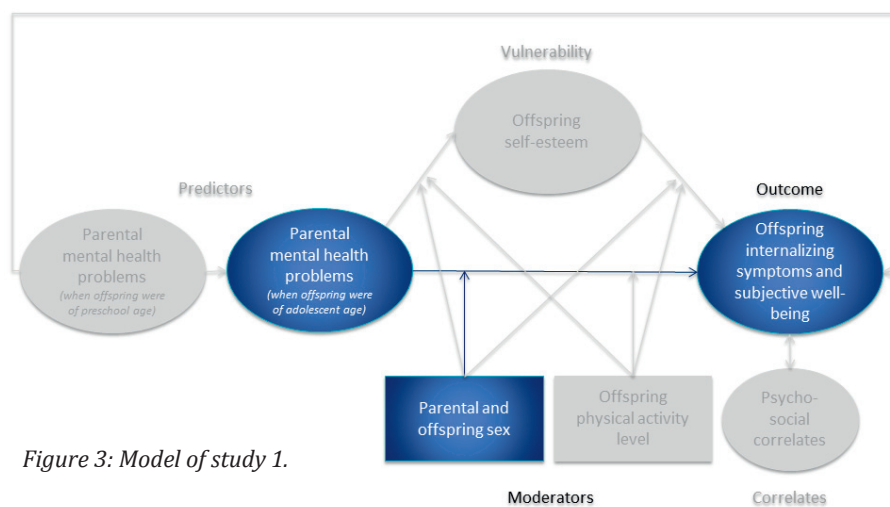 Vulnerability
Offspring
self-esteem
Predictors
Outcome
Parental
mental health
problems
(when offspring were
of preschool age)
Parental
mental health
problems
(when offspring were
of adolescent age)
Offspring
internalizing
symptoms and
subjective well-
being
Parental and
offspring sex
Offspring
physical activity
level
Psycho-
social
correlates
Figure 3: Model of study 1.
Moderators
Correlates